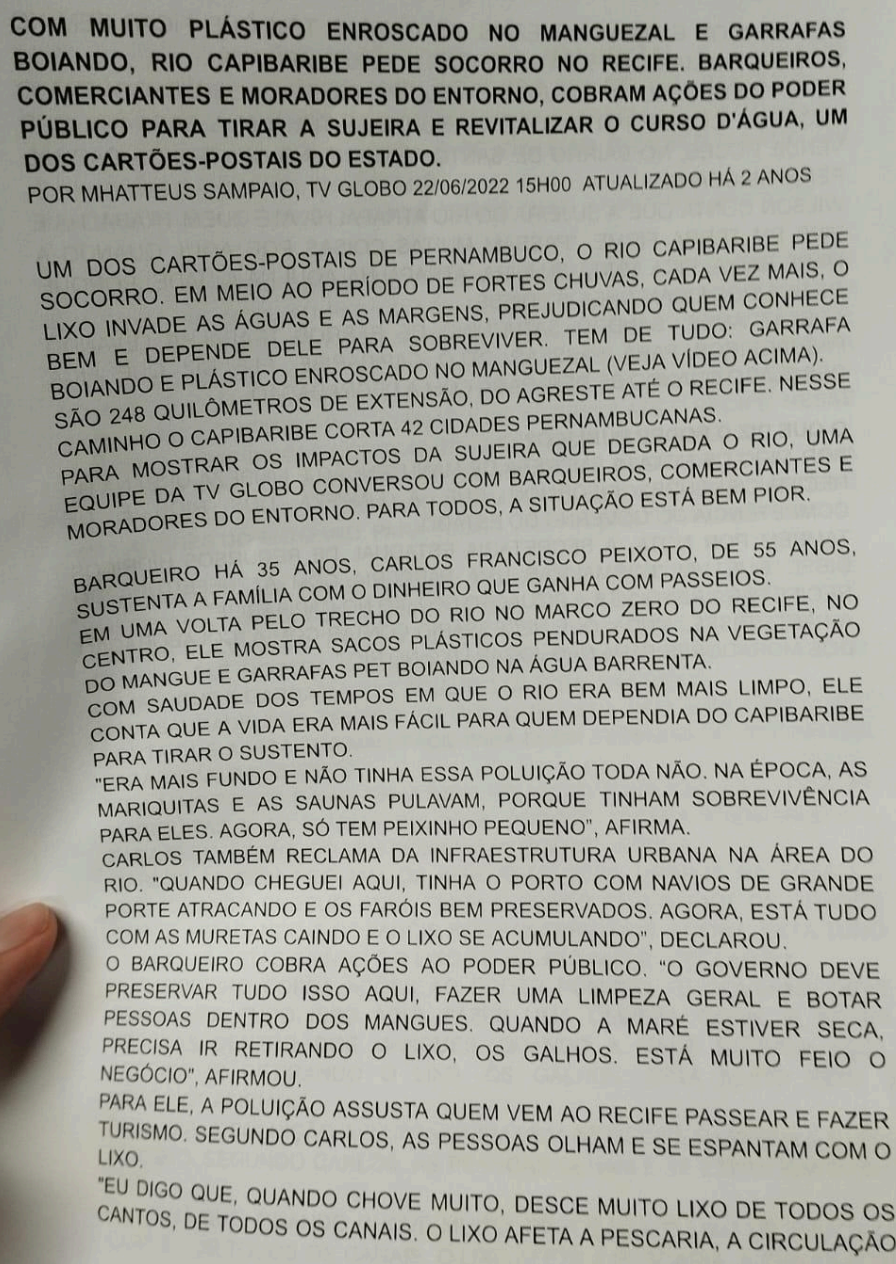 COM MUITO PLÁSTICO ENROSCADO NO MANGUEZAL E GARRAFAS
BOIANDO, RIO CAPIBARIBE PEDE SOCORRO NO RECIFE. BARQUEIROS,
COMERCIANTES E MORADORES DO ENTORNO, COBRAM AÇÕES DO PODER
PÚBLICO PARA TIRAR A SUJEIRA E REVITALIZAR O CURSO D'ÁGUA, UM
DOS CARTÕES-POSTAIS DO ESTADO.
POR MHATTEUS SAMPAIO, TV GLOBO 22/06/2022 15H00 ATUALIZADO HÁ 2 ANOS
UM DOS CARTÕES-POSTAIS DE PERNAMBUCO, O RIO CAPIBARIBE PEDE
SOCORRO. EM MEIO AO PERÍODO DE FORTES CHUVAS, CADA VEZ MAIS, O
LIXO INVADE AS ÁGUAS E AS MARGENS, PREJUDICANDO QUEM CONHECE
BEM E DEPENDE DELE PARA SOBREVIVER. TEM DE TUDO: GARRAFA
BOIANDO E PLÁSTICO ENROSCADO NO MANGUEZAL (VEJA VÍDEO ACIMA).
SÃO 248 QUILÔMETROS DE EXTENSÃO, DO AGRESTE ATÉ O RECIFE. NESSE
CAMINHO O CAPIBARIBE CORTA 42 CIDADES PERNAMBUCANAS.
PARA MOSTRAR OS IMPACTOS DA SUJEIRA QUE DEGRADA O RIO, UMA
EQUIPE DA TV GLOBO CONVERSOU COM BARQUEIROS, COMERCIANTES E
MORADORES DO ENTORNO. PARA TODOS, A SITUAÇÃO ESTÁ BEM PIOR.
BARQUEIRO HÁ 35 ANOS, CARLOS FRANCISCO PEIXOTO, DE 55 ANOS,
SUSTENTA A FAMÍLIA COM O DINHEIRO QUE GANHA COM PASSEIOS.
EM UMA VOLTA PELO TRECHO DO RIO NO MARCO ZERO DO RECIFE, NO
CENTRO, ELE MOSTRA SACOS PLÁSTICOS PENDURADOS NA VEGETAÇÃO
DO MANGUE E GARRAFAS PET BOIANDO NA ÁGUA BARRENTA.
COM SAUDADE DOS TEMPOS EM QUE O RIO ERA BEM MAIS LIMPO, ELE
CONTA QUE A VIDA ERA MAIS FÁCIL PARA QUEM DEPENDIA DO CAPIBARIBE
PARA TIRAR O SUSTENTO.
"ERA MAIS FUNDO E NÃO TINHA ESSA POLUIÇÃO TODA NÃO. NA ÉPOCA, AS
MARIQUITAS E AS SAUNAS PULAVAM, PORQUE TINHAM SOBREVIVÊNCIA
PARA ELES. AGORA, SÓ TEM PEIXINHO PEQUENO", AFIRMA.
CARLOS TAMBÉM RECLAMA DA INFRAESTRUTURA URBANA NA ÁREA DO
RIO. "QUANDO CHEGUEI AQUI, TINHA O PORTO COM NAVIOS DE GRANDE
PORTE ATRACANDO E OS FARÓIS BEM PRESERVADOS. AGORA, ESTÁ TUDO
COM AS MURETAS CAINDO E O LIXO SE ACUMULANDO", DECLAROU.
O BARQUEIRO COBRA AÇÕES AO PODER PÚBLICO. "O GOVERNO DEVE
PRESERVAR TUDO ISSO AQUI, FAZER UMA LIMPEZA GERAL E BOTAR
PESSOAS DENTRO DOS MANGUES. QUANDO A MARÉ ESTIVER SECA,
PRECISA IR RETIRANDO O LIXO, OS GALHOS. ESTÁ MUITO FEIO O
NEGÓCIO", AFIRMOU.
PARA ELE, A POLUIÇÃO ASSUSTA QUEM VEM AO RECIFE PASSEAR E FAZER
TURISMO. SEGUNDO CARLOS, AS PESSOAS OLHAM E SE ESPANTAM COM O
LIXO.
"EU DIGO QUE, QUANDO CHOVE MUITO, DESCE MUITO LIXO DE TODOS OS
CANTOS, DE TODOS OS CANAIS. O LIXO AFETA A PESCARIA, A CIRCULAÇÃO